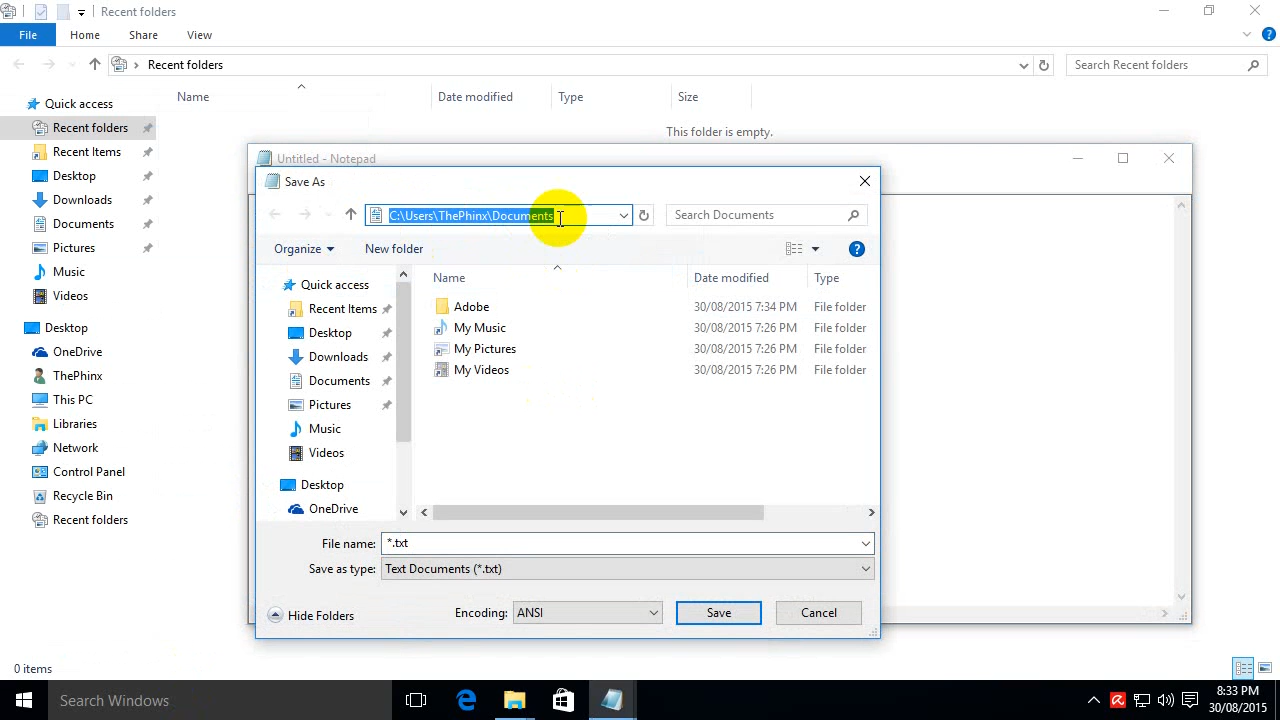 Recent folders
File
Home
Share
View
Recent folders
Search Recent folders
Name
Date modified
Type
Size
This folder is empty.
Quick access
Recent folders
Recent Items
Desktop
Downloads
Documents
Pictures
Music
Videos
Desktop
OneDrive
ThePhinx
This PC
Libraries
Network
Control Panel
Recycle Bin
Recent folders
0 items
Untitled - Notepad
Save As
C:\Users\ThePhinx\Documents
Search Documents
Organize
New folder
Quick access
Recent Items
Desktop
Downloads
Documents
Pictures
Music
Videos
Desktop
OneDrive
Name
Date modified
Type
Adobe 30/08/2015 7:34 PM File folder
My Music 30/08/2015 7:26 PM File folder
My Pictures 30/08/2015 7:26 PM File folder
My Videos 30/08/2015 7:26 PM File folder
File name: *.txt
Save as type: Text Documents (*.txt)
Hide Folders
Encoding: ANSI
Save
Cancel
Search Windows
8:33 PM
30/08/2015